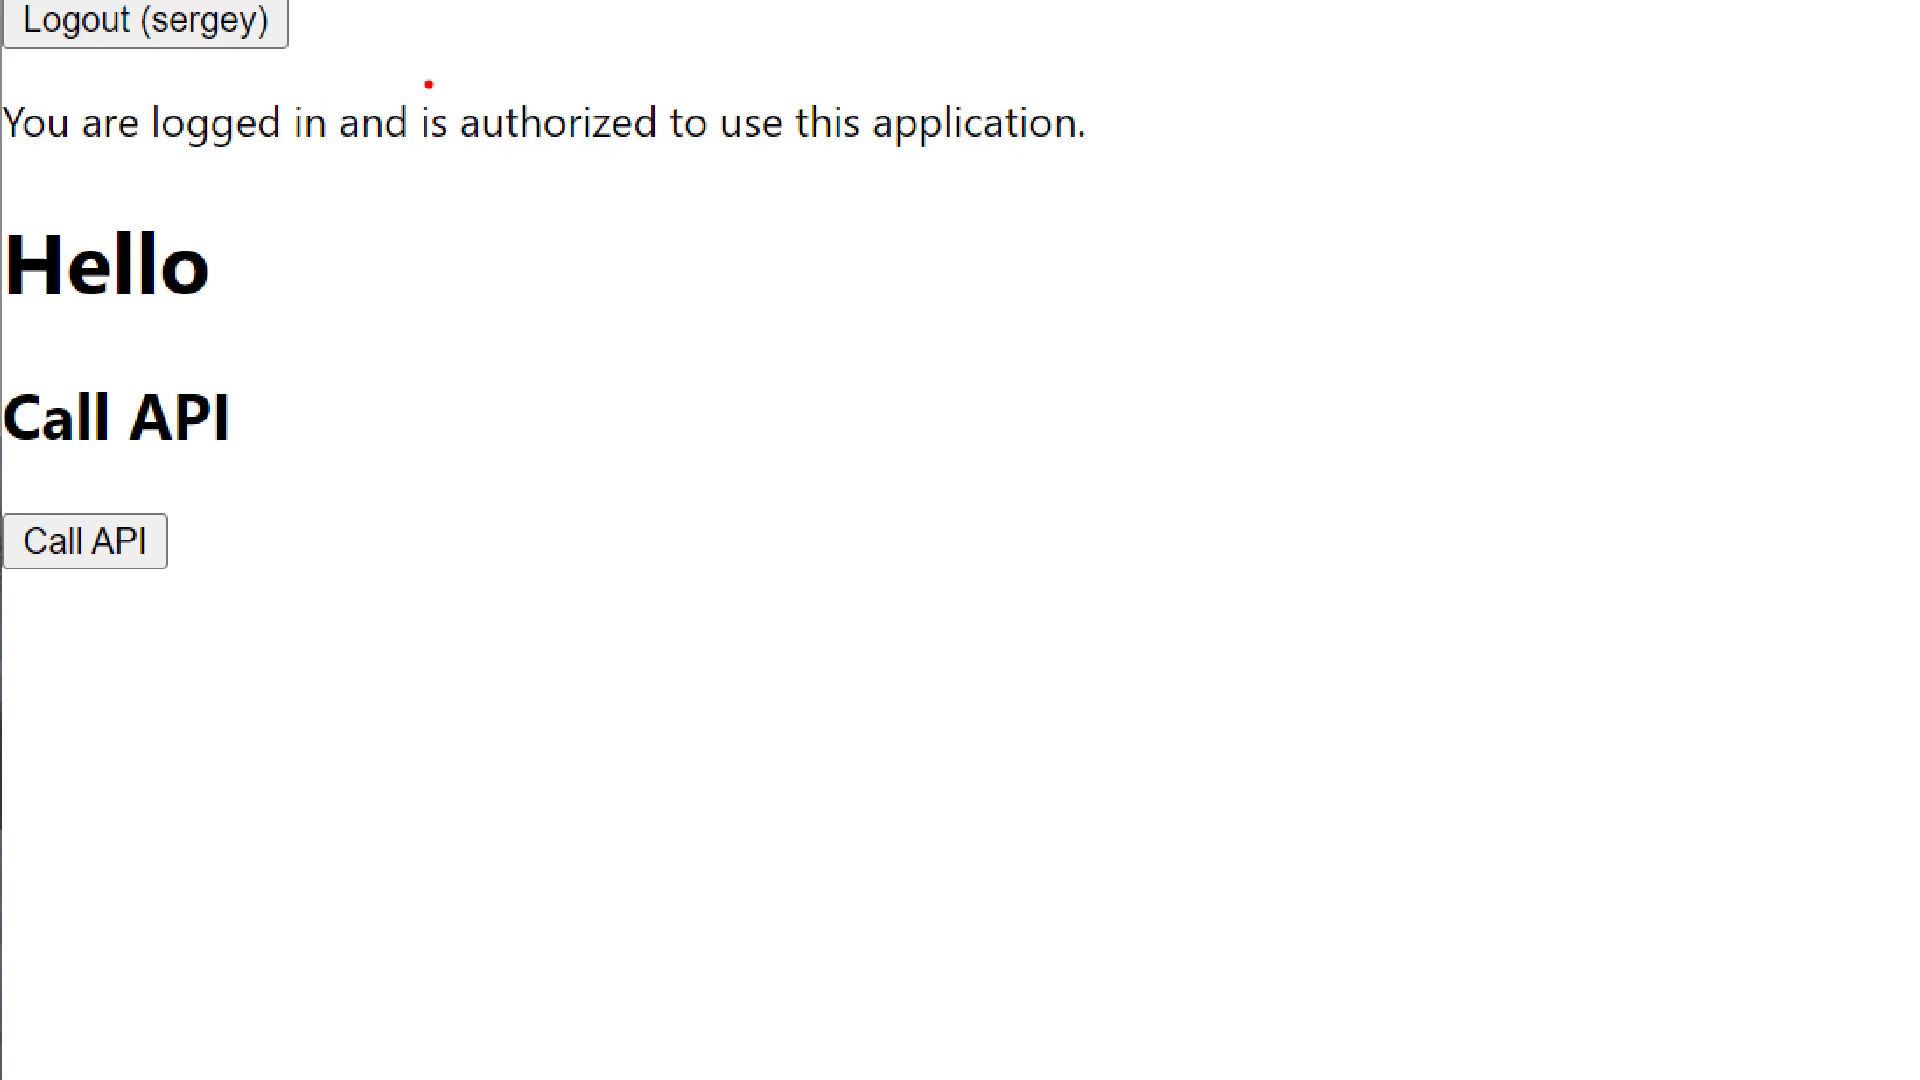 Logout (sergey)
You are logged in and is authorized to use this application.
Hello
Call API
Call API